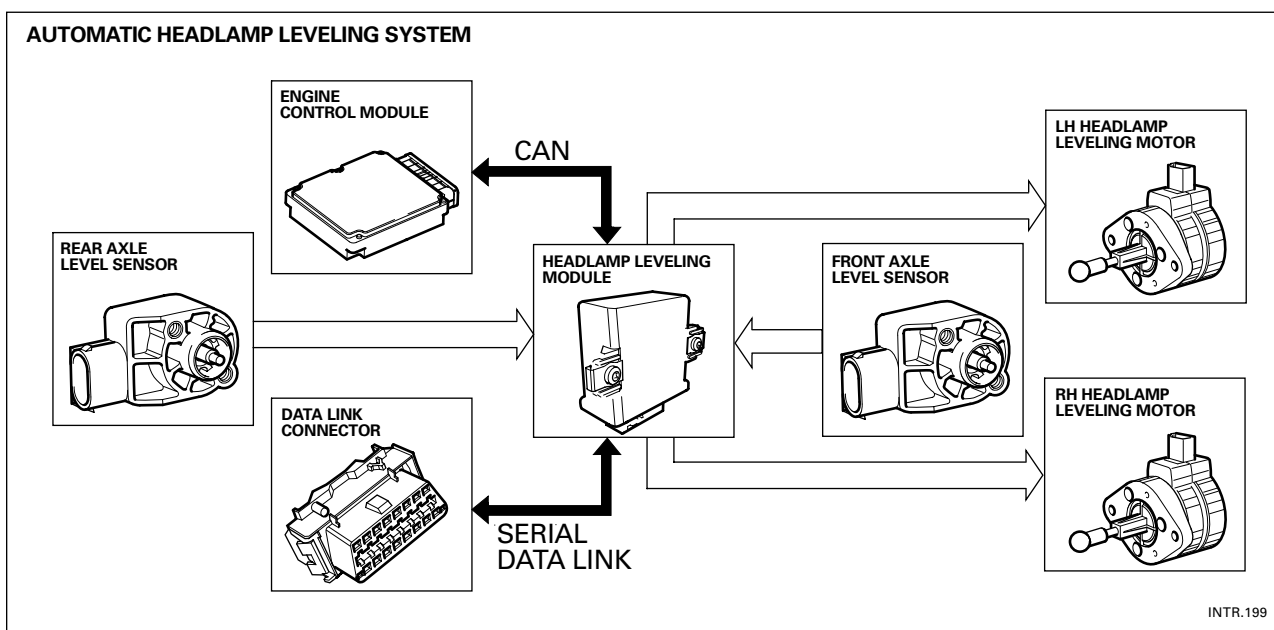 AUTOMATIC HEADLAMP LEVELING SYSTEM
ENGINE
CONTROL MODULE
CAN
LH HEADLAMP
LEVELING MOTOR
REAR AXLE
LEVEL SENSOR
HEADLAMP LEVELING
MODULE
FRONT AXLE
LEVEL SENSOR
DATA LINK
CONNECTOR
RH HEADLAMP
LEVELING MOTOR
SERIAL
DATA LINK
INTR.199